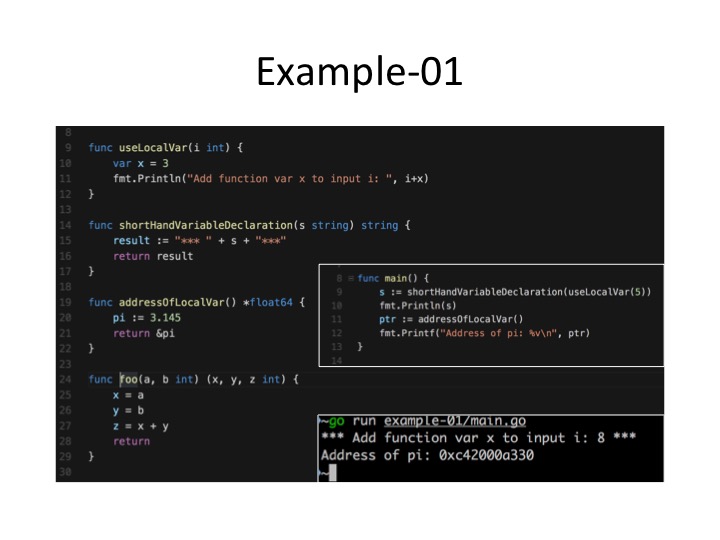 Example-01
8
9 func useLocalVar(i int) {
10 var x = 3
11 fmt.Println("Add function var x to input i: ", i+x)
12 }
13
14 func shortHandVariableDeclaration(s string) string {
15 result := "*** " + s + "***"
16 return result
17 }
18
19 func addressOfLocalVar() *float64 {
20 pi := 3.145
21 return &pi
22 }
23
24 func foo(a, b int) (x, y, z int) {
25 x = a
26 y = b
27 z = x + y
28 return
29 }
30
8 func main() {
9 s := shortHandVariableDeclaration(useLocalVar(5))
10 fmt.Println(s)
11 ptr := addressOfLocalVar()
12 fmt.Printf("Address of pi: %v\n", ptr)
13 }
14
~go run example-01/main.go
*** Add function var x to input i: 8 ***
Address of pi: 0xc42000a330
~